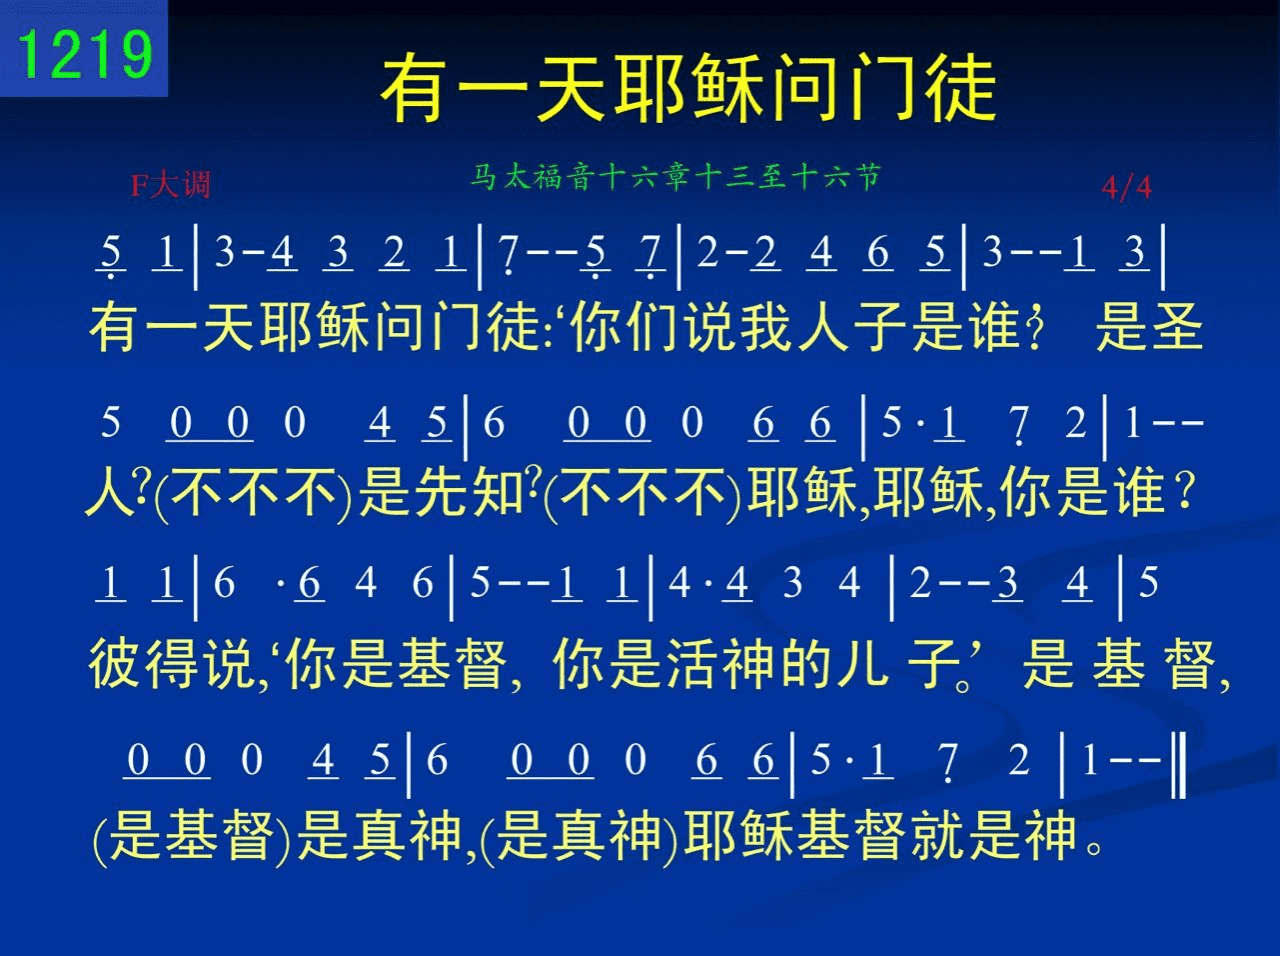 1219
有一天耶稣问门徒
F大调 马太福音十六章十三至十六节 4/4
5̣ 1|3-4 3 2 1|7̣--5̣ 7̣|2-2 4 6 5|3--1 3|
有一天耶稣问门徒:‘你们说我人子是谁?’ 是圣
5 0 0 0 4 5|6 0 0 0 6 6|5·1 7̣ 2|1--
人?(不不不)是先知?(不不不)耶稣,耶稣,你是谁?
1 1|6 ·6 4 6|5--1 1|4·4 3 4|2--3 4|5
彼得说,‘你是基督, 你是活神的儿 子。’ 是 基 督,
0 0 0 4 5|6 0 0 0 6 6|5·1 7̣ 2|1--‖
(是基督)是真神,(是真神)耶稣基督就是神。